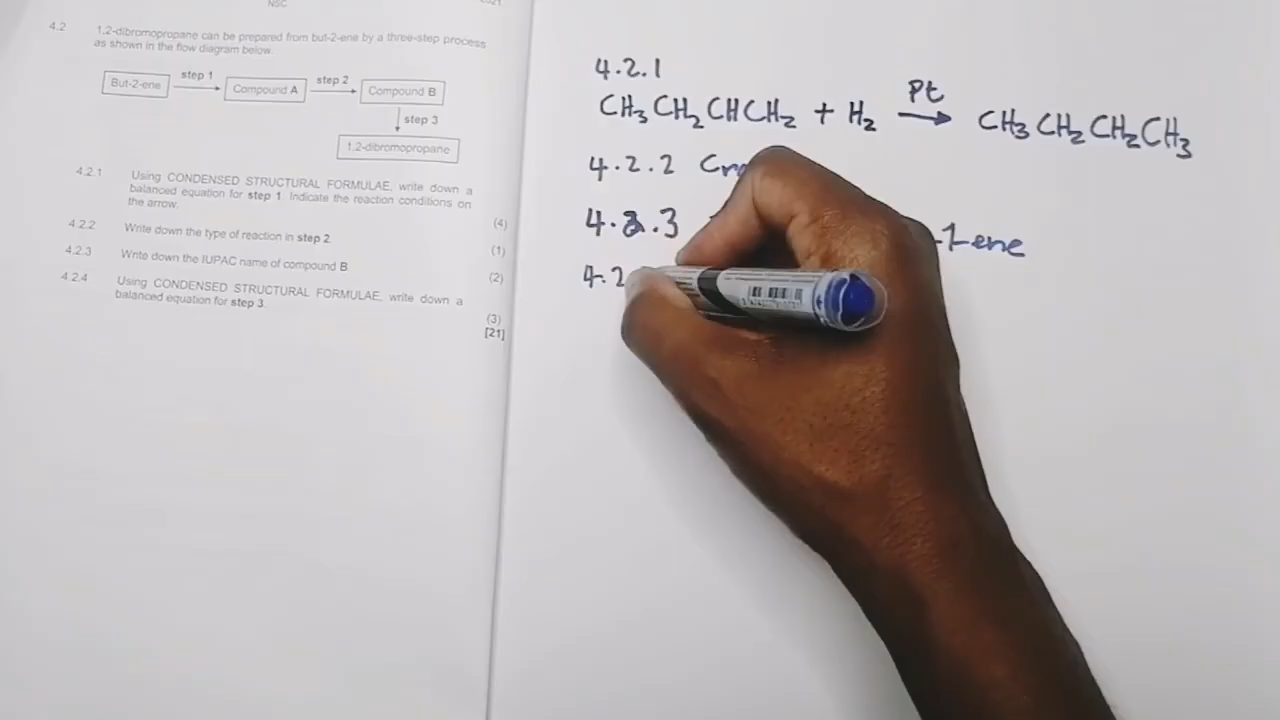 NSC
2021
4.2 1,2-dibromopropane can be prepared from but-2-ene by a three-step process
as shown in the flow diagram below.
But-2-ene step 1 Compound A step 2 Compound B
step 3
1,2-dibromopropane
4.2.1 Using CONDENSED STRUCTURAL FORMULAE, write down a
balanced equation for step 1. Indicate the reaction conditions on
the arrow. (4)
4.2.2 Write down the type of reaction in step 2. (1)
4.2.3 Write down the IUPAC name of compound B (2)
4.2.4 Using CONDENSED STRUCTURAL FORMULAE, write down a
balanced equation for step 3. (3)
[21]
4.2.1
CH₃CH₂CHCH₂ + H₂ Pt → CH₃CH₂CH₂CH₃
4.2.2
4.2.3 -1-ene
4.2